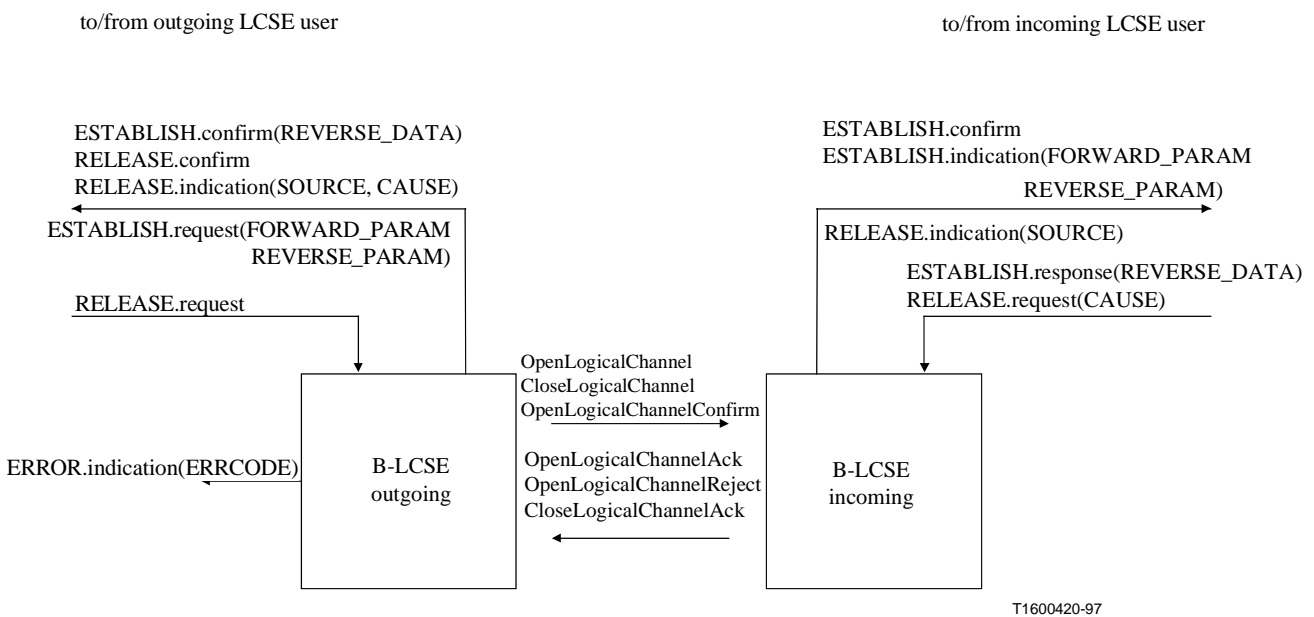 to/from outgoing LCSE user
to/from incoming LCSE user
ESTABLISH.confirm(REVERSE_DATA)
RELEASE.confirm
RELEASE.indication(SOURCE, CAUSE)
ESTABLISH.request(FORWARD_PARAM
REVERSE_PARAM)
RELEASE.request
ESTABLISH.confirm
ESTABLISH.indication(FORWARD_PARAM
REVERSE_PARAM)
RELEASE.indication(SOURCE)
ESTABLISH.response(REVERSE_DATA)
RELEASE.request(CAUSE)
OpenLogicalChannel
CloseLogicalChannel
OpenLogicalChannelConfirm
ERROR.indication(ERRCODE)
B-LCSE
outgoing
OpenLogicalChannelAck
OpenLogicalChannelReject
CloseLogicalChannelAck
B-LCSE
incoming
T1600420-97